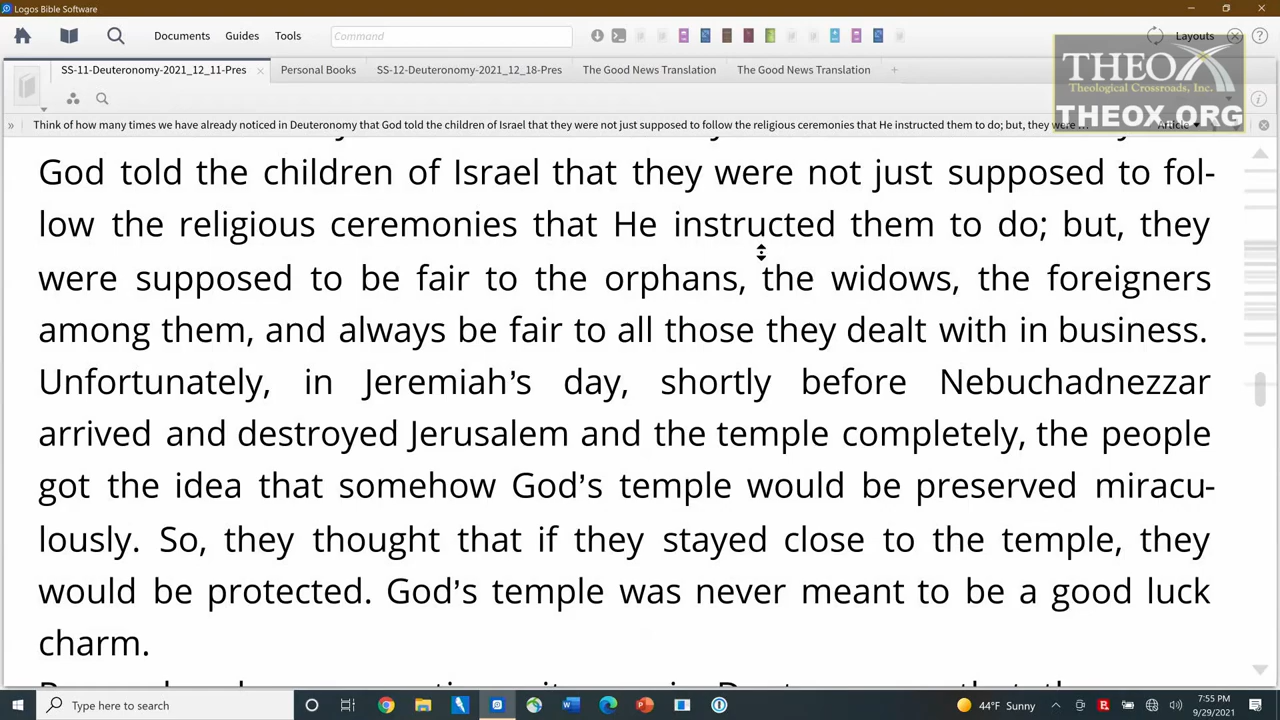 Logos Bible Software
Documents Guides Tools Command Layouts
THEOX
Theological Crossroads, Inc.
THEOX.ORG
SS-11-Deuteronomy-2021_12_11-Pres Personal Books SS-12-Deuteronomy-2021_12_18-Pres The Good News Translation The Good News Translation
Think of how many times we have already noticed in Deuteronomy that God told the children of Israel that they were not just supposed to follow the religious ceremonies that He instructed them to do; but, they were ... Article
God told the children of Israel that they were not just supposed to fol-
low the religious ceremonies that He instructed them to do; but, they
were supposed to be fair to the orphans, the widows, the foreigners
among them, and always be fair to all those they dealt with in business.
Unfortunately, in Jeremiah's day, shortly before Nebuchadnezzar
arrived and destroyed Jerusalem and the temple completely, the people
got the idea that somehow God's temple would be preserved miracu-
lously. So, they thought that if they stayed close to the temple, they
would be protected. God's temple was never meant to be a good luck
charm.
Type here to search
44°F Sunny
7:55 PM
9/29/2021